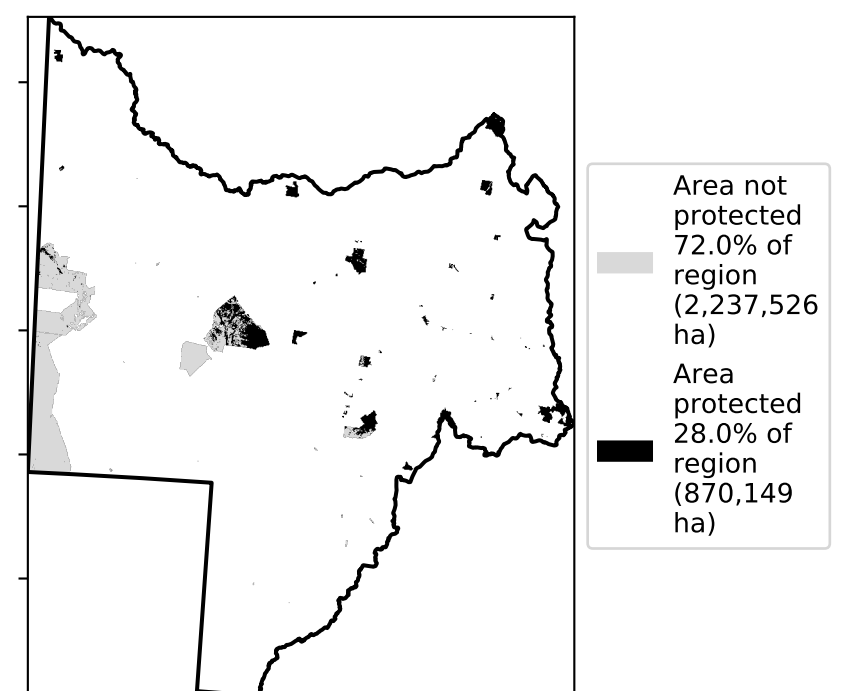 Area not
protected
72.0% of
region
(2,237,526
ha)
Area
protected
28.0% of
region
(870,149
ha)